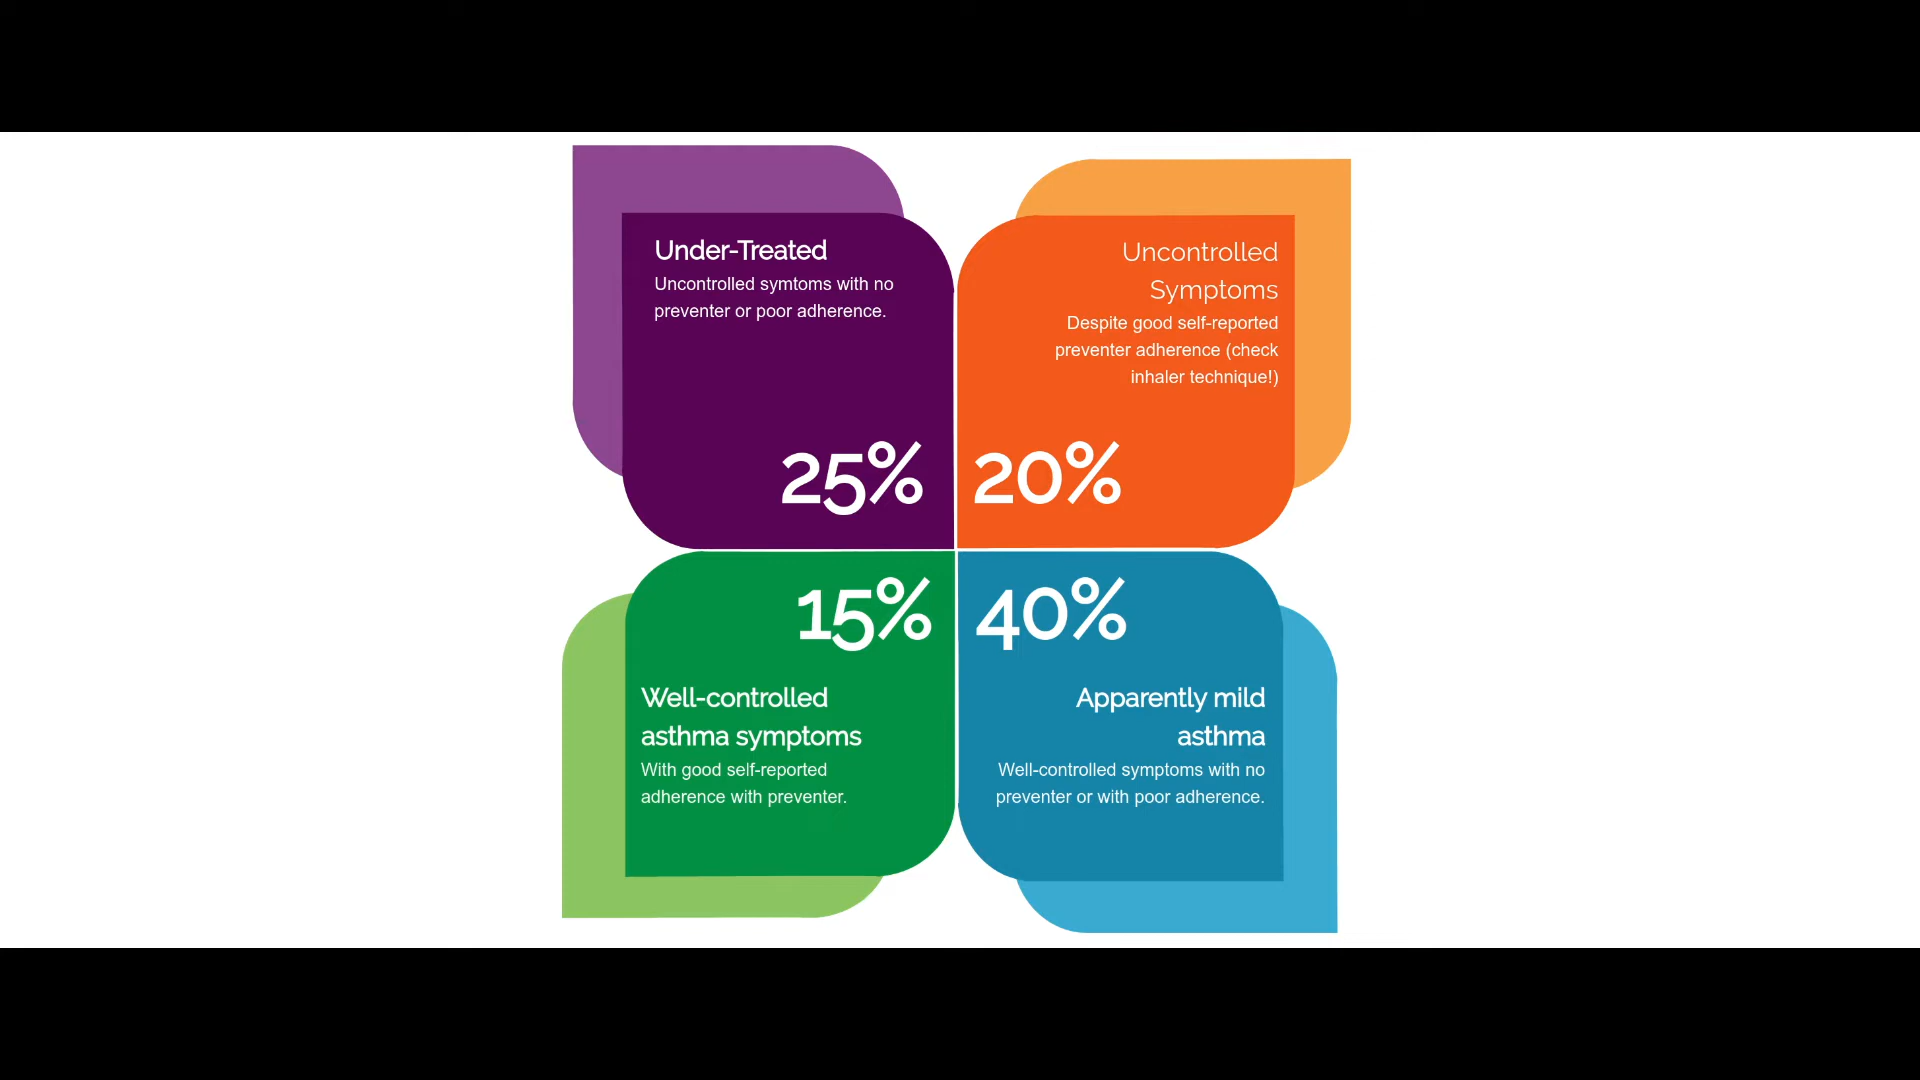 Under-Treated
Uncontrolled symtoms with no
preventer or poor adherence.
25%
Uncontrolled
Symptoms
Despite good self-reported
preventer adherence (check
inhaler technique!)
20%
15%
Well-controlled
asthma symptoms
With good self-reported
adherence with preventer.
40%
Apparently mild
asthma
Well-controlled symptoms with no
preventer or with poor adherence.